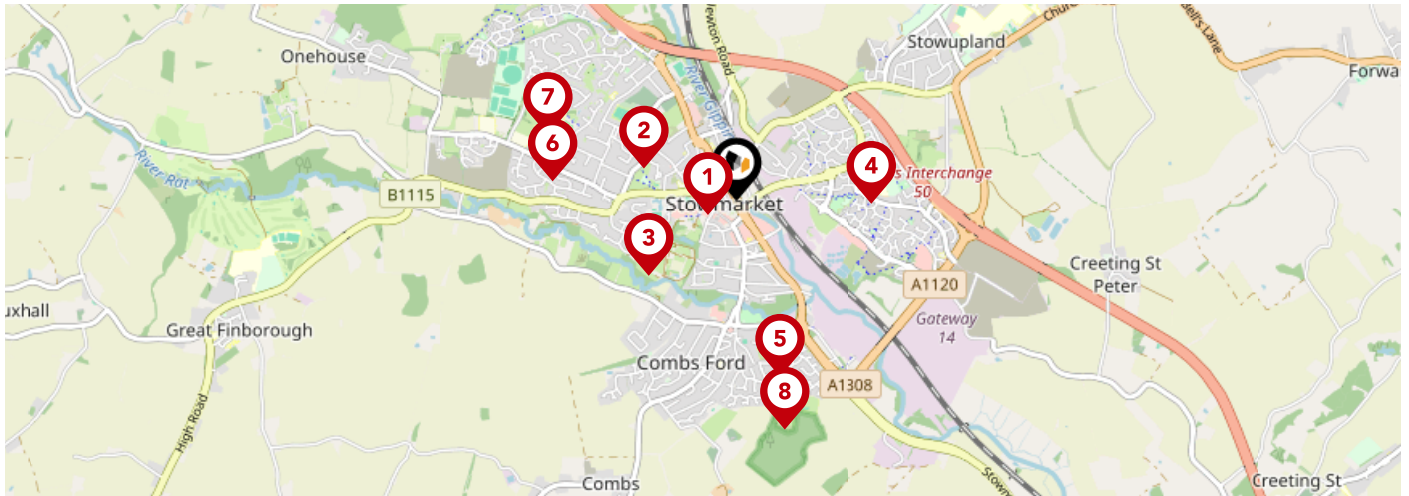 Onehouse
Newton Road
Stowupland
Church
Forwa
River Gipping
7
2
6
1
4
s Interchange
50
River Rat
B1115
Stowmarket
3
Creeting St
Peter
A1120
uxhall
Great Finborough
Gateway
14
5
Combs Ford
8
A1308
High Road
Combs
Stowm
Creeting St